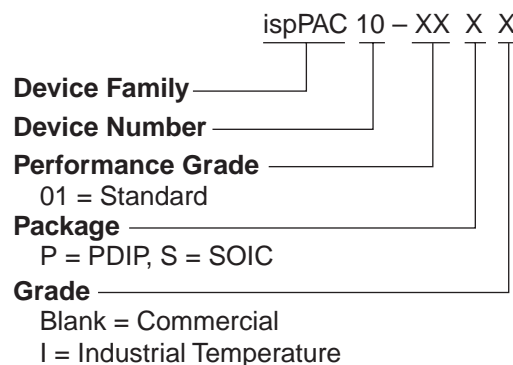 ispPAC 10 – XX X X
Device Family
Device Number
Performance Grade
01 = Standard
Package
P = PDIP, S = SOIC
Grade
Blank = Commercial
I = Industrial Temperature